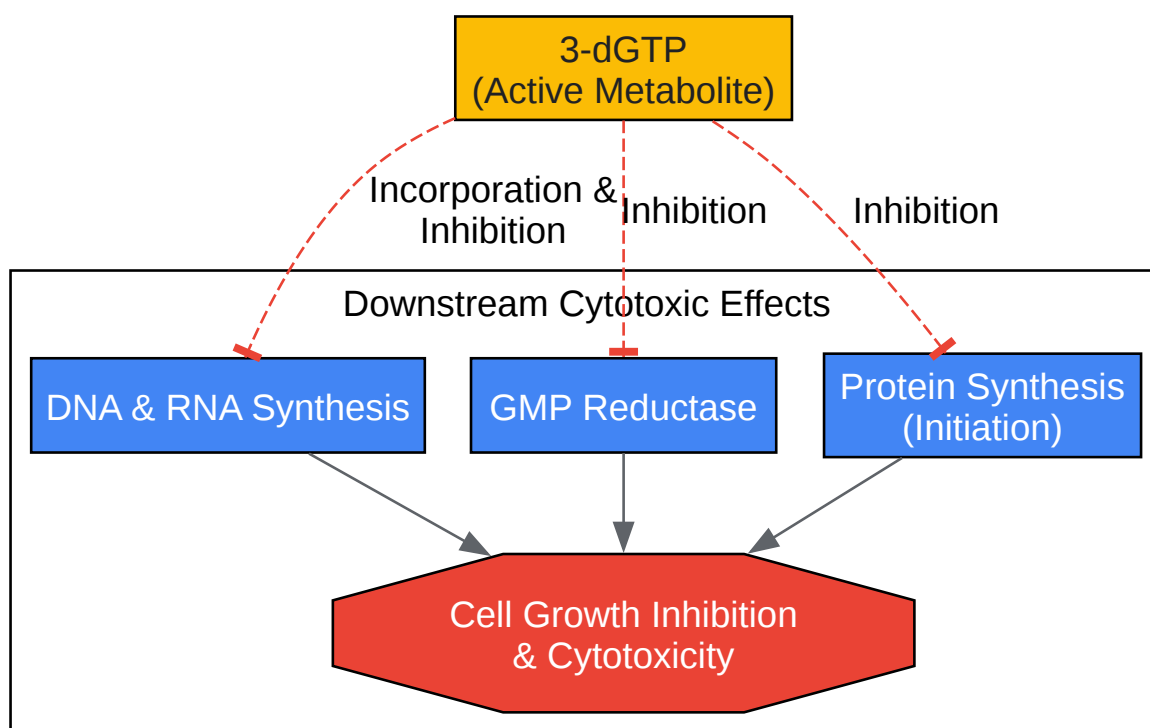 3-dGTP
(Active Metabolite)
Incorporation &
Inhibition
Inhibition
Inhibition
Downstream Cytotoxic Effects
DNA & RNA Synthesis
GMP Reductase
Protein Synthesis
(Initiation)
Cell Growth Inhibition
& Cytotoxicity